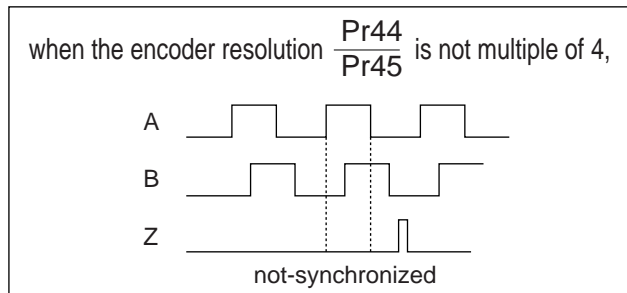 when the encoder resolution Pr44/Pr45 is not multiple of 4,
A
B
Z
not-synchronized